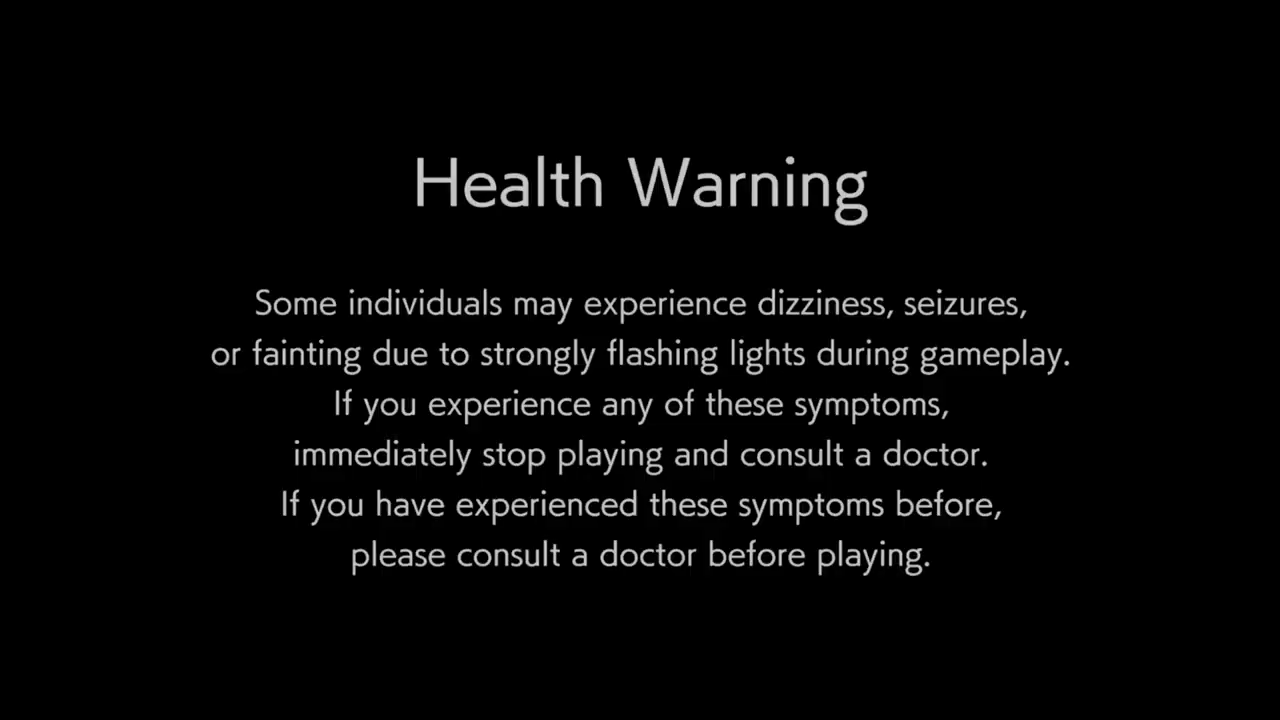 Health Warning
Some individuals may experience dizziness, seizures,
or fainting due to strongly flashing lights during gameplay.
If you experience any of these symptoms,
immediately stop playing and consult a doctor.
If you have experienced these symptoms before,
please consult a doctor before playing.